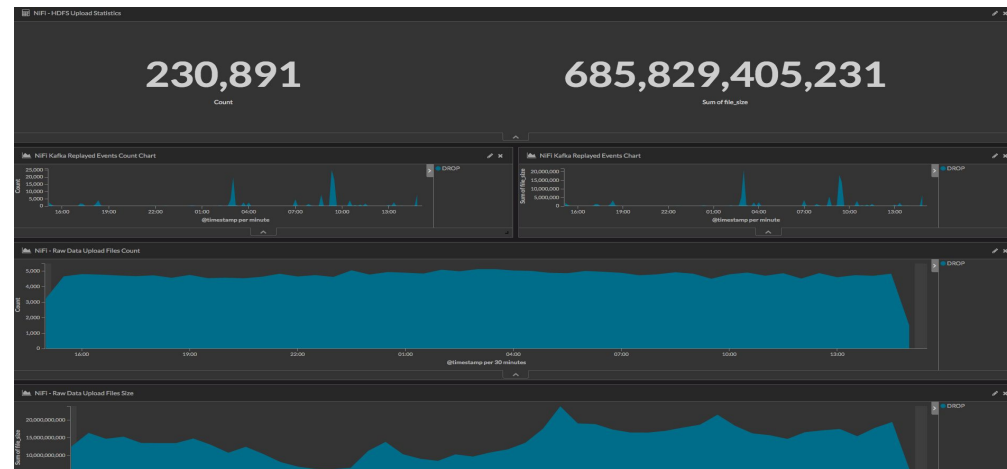 NiFi - HDFS Upload Statistics
230,891
Count
685,829,405,231
Sum of file_size
NiFi Kafka Replayed Events Count Chart
25,000
20,000
15,000
10,000
5,000
0
Count
16:00 19:00 22:00 01:00 04:00 07:00 10:00 13:00
@timestamp per minute
DROP
NiFi Kafka Replayed Events Chart
20,000,000
15,000,000
10,000,000
5,000,000
0
Sum of file_size
16:00 19:00 22:00 01:00 04:00 07:00 10:00 13:00
@timestamp per minute
DROP
NiFi - Raw Data Upload Files Count
5,000
4,000
3,000
2,000
1,000
0
Count
16:00 19:00 22:00 01:00 04:00 07:00 10:00 13:00
@timestamp per 30 minutes
DROP
NiFi - Raw Data Upload Files Size
20,000,000,000
15,000,000,000
10,000,000,000
Sum of file_size
DROP